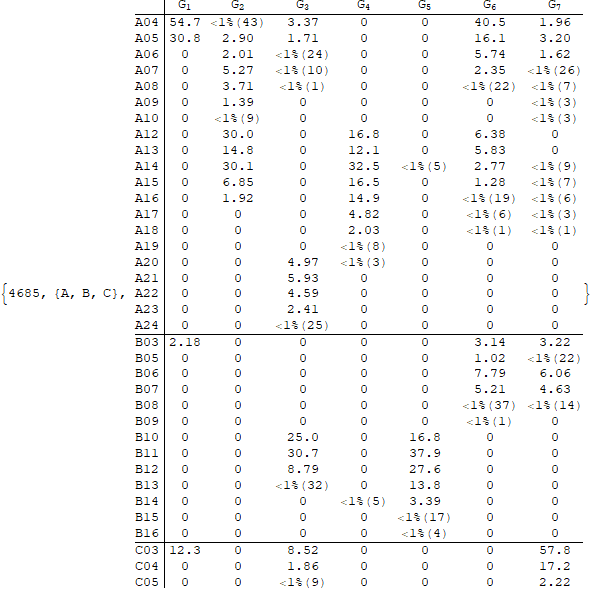 G1 G2 G3 G4 G5 G6 G7
A04 54.7 <1%(43) 3.37 0 0 40.5 1.96
A05 30.8 2.90 1.71 0 0 16.1 3.20
A06 0 2.01 <1%(24) 0 0 5.74 1.62
A07 0 5.27 <1%(10) 0 0 2.35 <1%(26)
A08 0 3.71 <1%(1) 0 0 <1%(22) <1%(7)
A09 0 1.39 0 0 0 0 <1%(3)
A10 0 <1%(9) 0 0 0 0 <1%(3)
A12 0 30.0 0 16.8 0 6.38 0
A13 0 14.8 0 12.1 0 5.83 0
A14 0 30.1 0 32.5 <1%(5) 2.77 <1%(9)
A15 0 6.85 0 16.5 0 1.28 <1%(7)
A16 0 1.92 0 14.9 0 <1%(19) <1%(6)
A17 0 0 0 4.82 0 <1%(6) <1%(3)
A18 0 0 0 2.03 0 <1%(1) <1%(1)
A19 0 0 0 <1%(8) 0 0 0
A20 0 0 4.97 <1%(3) 0 0 0
A21 0 0 5.93 0 0 0 0
{4685, {A, B, C}, A22 0 0 4.59 0 0 0 0 }
A23 0 0 2.41 0 0 0 0
A24 0 0 <1%(25) 0 0 0 0
B03 2.18 0 0 0 0 3.14 3.22
B05 0 0 0 0 0 1.02 <1%(22)
B06 0 0 0 0 0 7.79 6.06
B07 0 0 0 0 0 5.21 4.63
B08 0 0 0 0 0 <1%(37) <1%(14)
B09 0 0 0 0 0 <1%(1) 0
B10 0 0 25.0 0 16.8 0 0
B11 0 0 30.7 0 37.9 0 0
B12 0 0 8.79 0 27.6 0 0
B13 0 0 <1%(32) 0 13.8 0 0
B14 0 0 0 <1%(5) 3.39 0 0
B15 0 0 0 0 <1%(17) 0 0
B16 0 0 0 0 <1%(4) 0 0
C03 12.3 0 8.52 0 0 0 57.8
C04 0 0 1.86 0 0 0 17.2
C05 0 0 <1%(9) 0 0 0 2.22